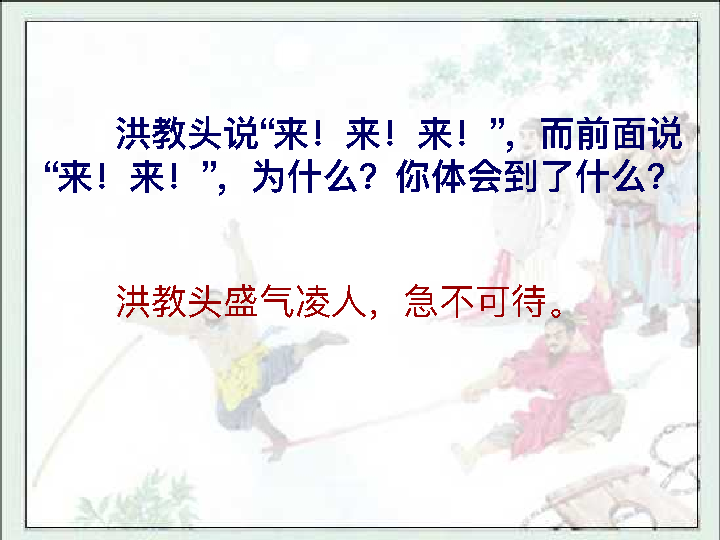 洪教头说“来！来！来！”，而前面说
“来！来！”，为什么？你体会到了什么？
洪教头盛气凌人，急不可待。